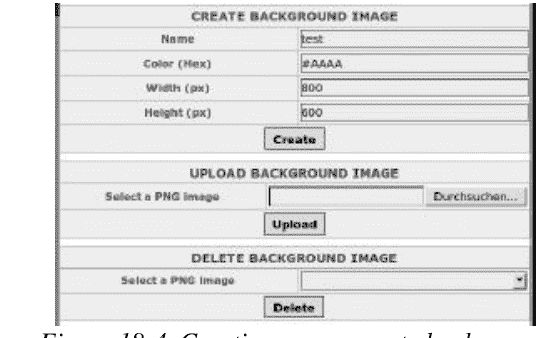 CREATE BACKGROUND IMAGE
Name test
Color (Hex) #AAAA
Width (px) 800
Height (px) 600
Create
UPLOAD BACKGROUND IMAGE
Select a PNG image Durchsuchen...
Upload
DELETE BACKGROUND IMAGE
Select a PNG image
Delete